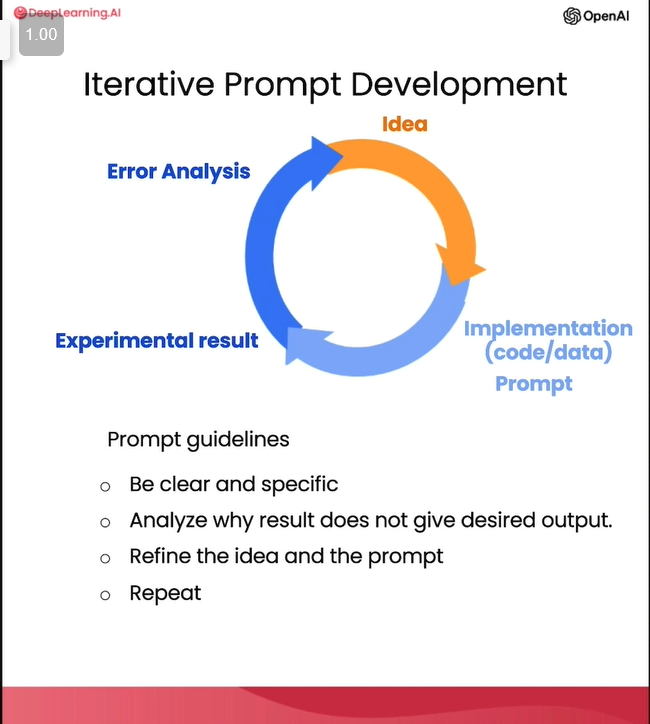 DeepLearning.AI
OpenAI
1.00
Iterative Prompt Development
Idea
Error Analysis
Experimental result
Implementation
(code/data)
Prompt
Prompt guidelines
o Be clear and specific
o Analyze why result does not give desired output.
o Refine the idea and the prompt
o Repeat